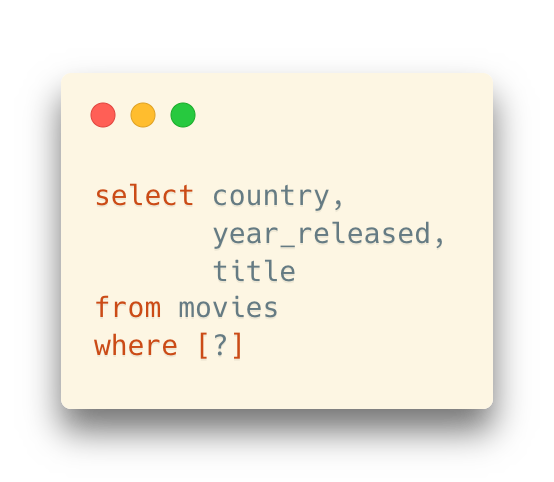 select country,
       year_released,
       title
from movies
where [?]